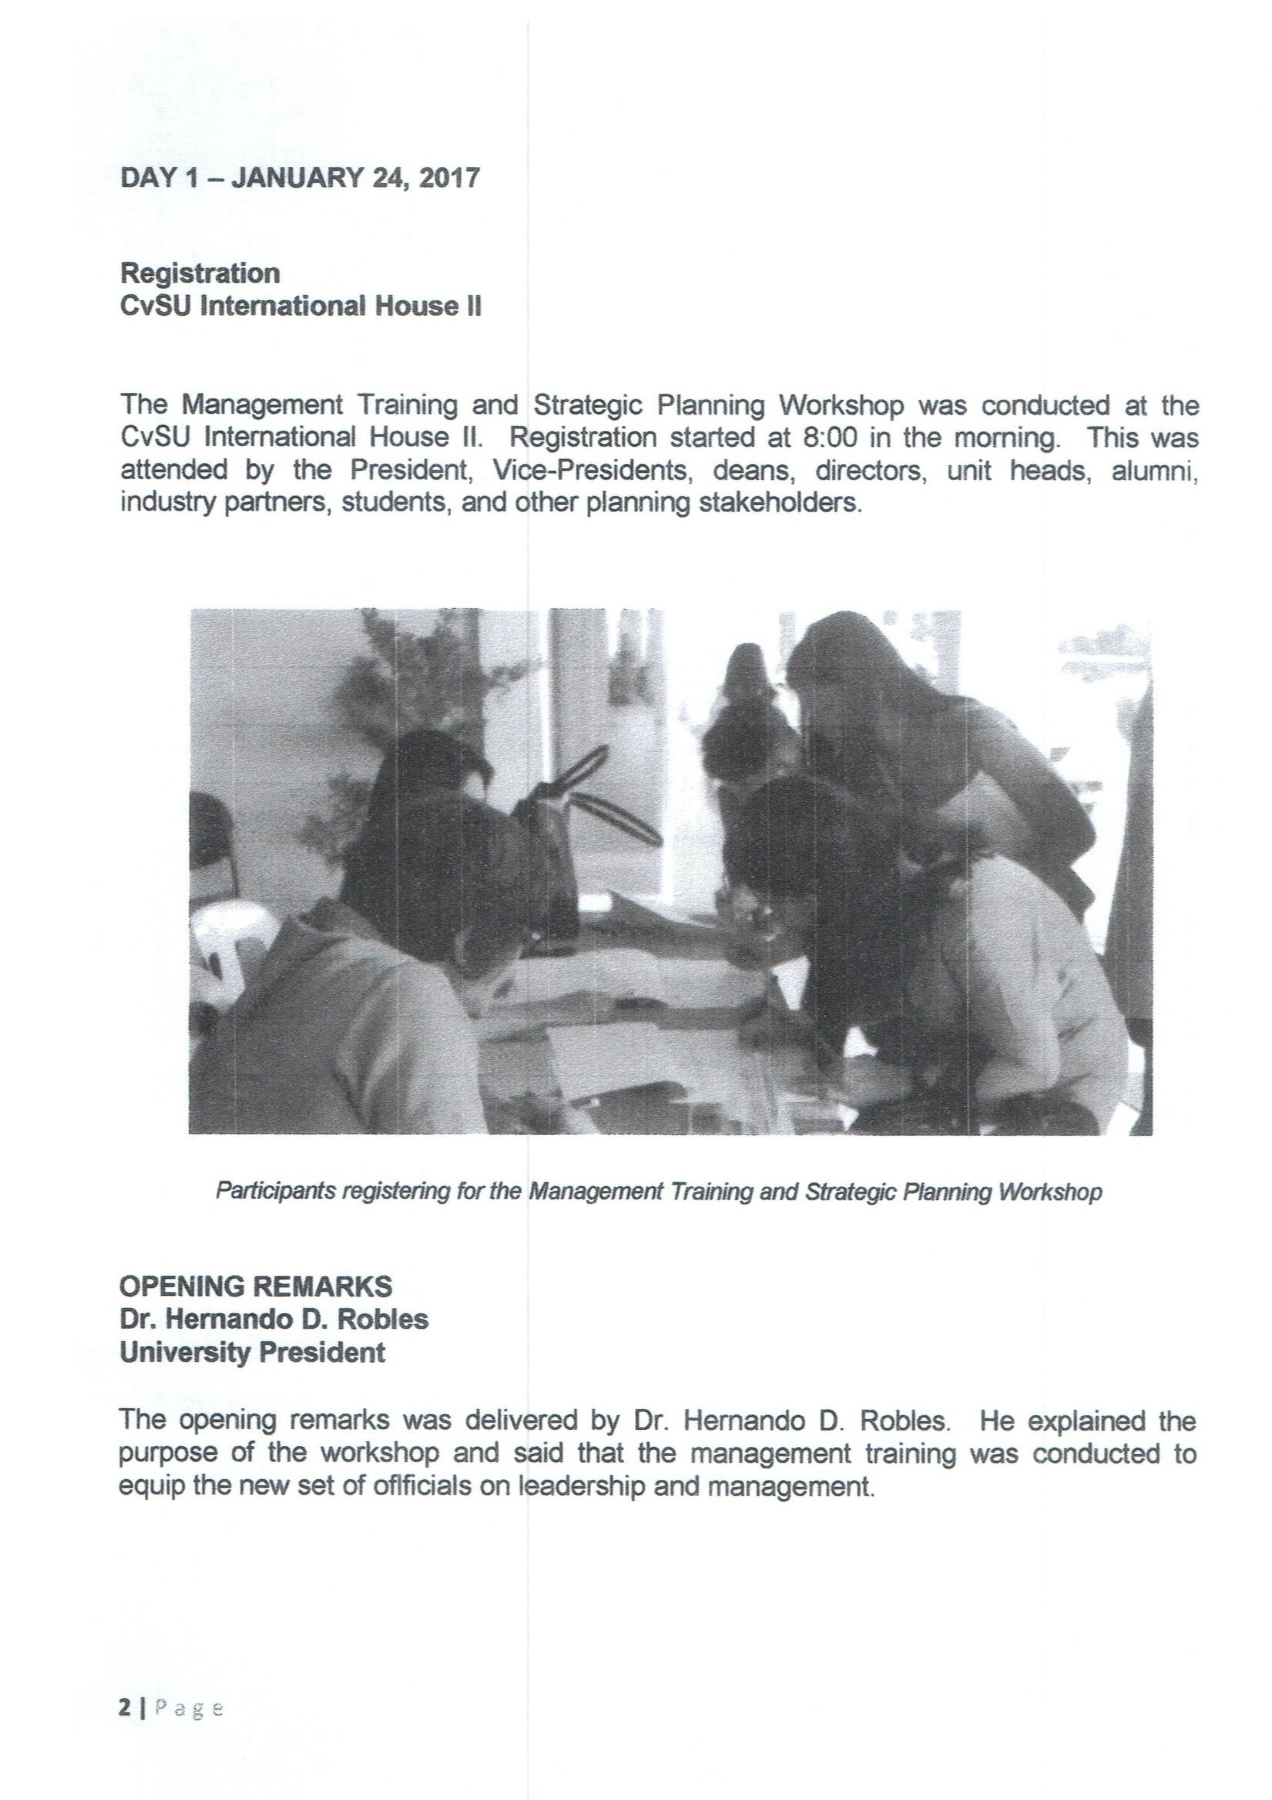 DAY 1 – JANUARY 24, 2017
Registration
CvSU International House II
The Management Training and Strategic Planning Workshop was conducted at the
CvSU International House II. Registration started at 8:00 in the morning. This was
attended by the President, Vice-Presidents, deans, directors, unit heads, alumni,
industry partners, students, and other planning stakeholders.
Participants registering for the Management Training and Strategic Planning Workshop
OPENING REMARKS
Dr. Hernando D. Robles
University President
The opening remarks was delivered by Dr. Hernando D. Robles. He explained the
purpose of the workshop and said that the management training was conducted to
equip the new set of oflficials on leadership and management.
2 | Page